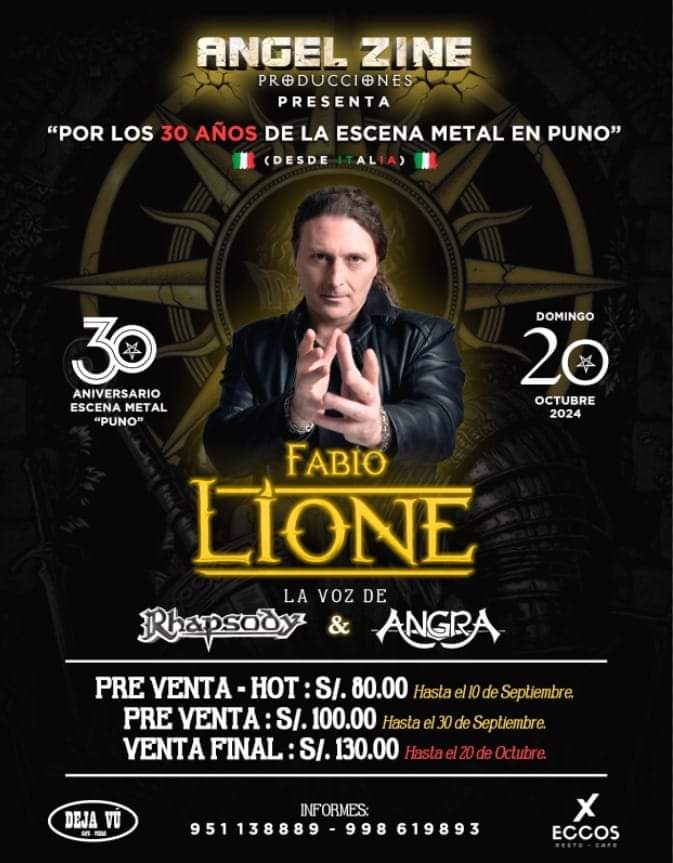 ANGEL ZINE
PRODUCCIONES
PRESENTA
“POR LOS 30 AÑOS DE LA ESCENA METAL EN PUNO”
(DESDE ITALIA)
30
ANIVERSARIO
ESCENA METAL
“PUNO”
DOMINGO
20
OCTUBRE
2024
FABIO
LIONE
LA VOZ DE
Rhapsody & ANGRA
PRE VENTA - HOT : S/. 80.00 Hasta el 10 de Septiembre.
PRE VENTA : S/. 100.00 Hasta el 30 de Septiembre.
VENTA FINAL : S/. 130.00 Hasta el 20 de Octubre.
DEJA VÚ
INFORMES:
951 138889 - 998 619893
X
ECCOS
RESTO - CAFE